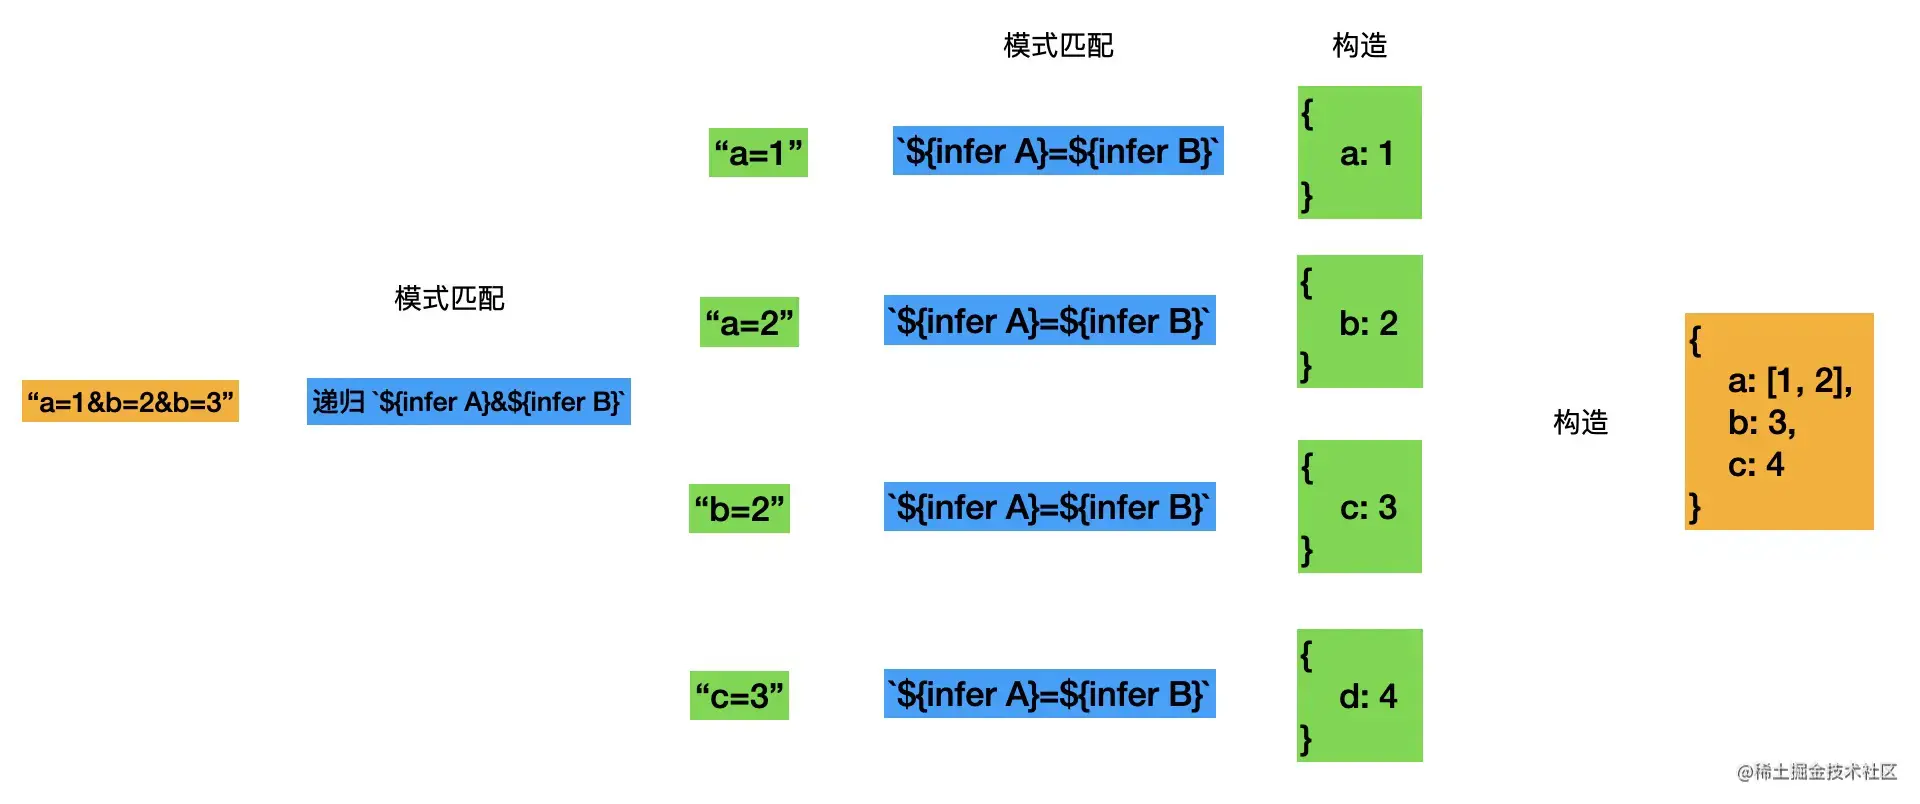 模式匹配
构造
“a=1”
`${infer A}=${infer B}`
{
a: 1
}
模式匹配
“a=2”
`${infer A}=${infer B}`
{
b: 2
}
“a=1&b=2&b=3”
递归 `${infer A}&${infer B}`
构造
{
a: [1, 2],
b: 3,
c: 4
}
“b=2”
`${infer A}=${infer B}`
{
c: 3
}
“c=3”
`${infer A}=${infer B}`
{
d: 4
}
@稀土掘金技术社区